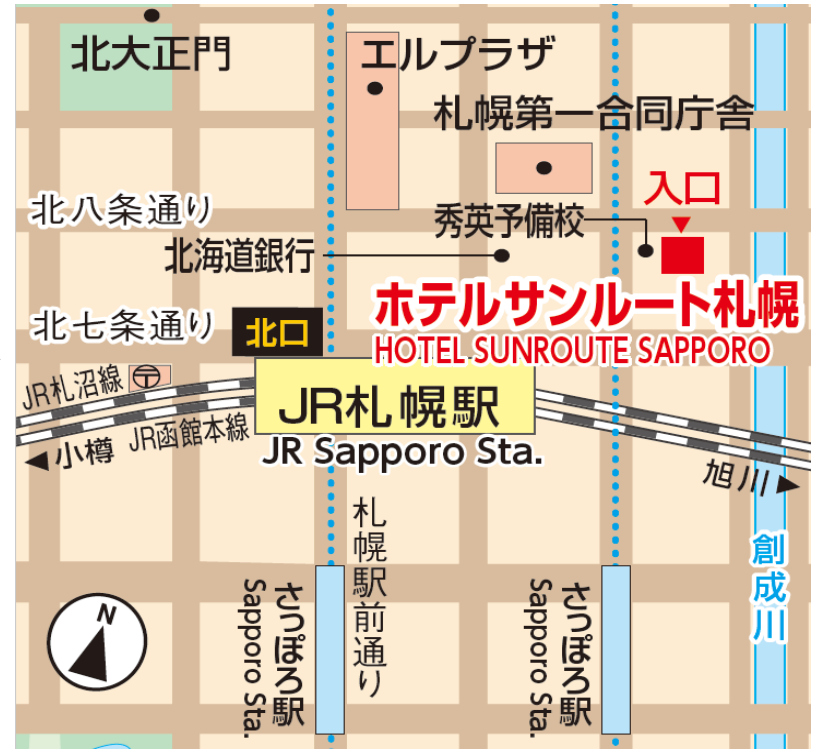 北大正門
エルプラザ
札幌第一合同庁舎
入口
北八条通り
秀英予備校
北海道銀行
ホテルサンルート札幌
HOTEL SUNROUTE SAPPORO
北七条通り
北口
JR札沼線
〒
JR札幌駅
JR Sapporo Sta.
JR函館本線
小樽
旭川
札幌駅前通り
創成川
N
さっぽろ駅
Sapporo Sta.
さっぽろ駅
Sapporo Sta.